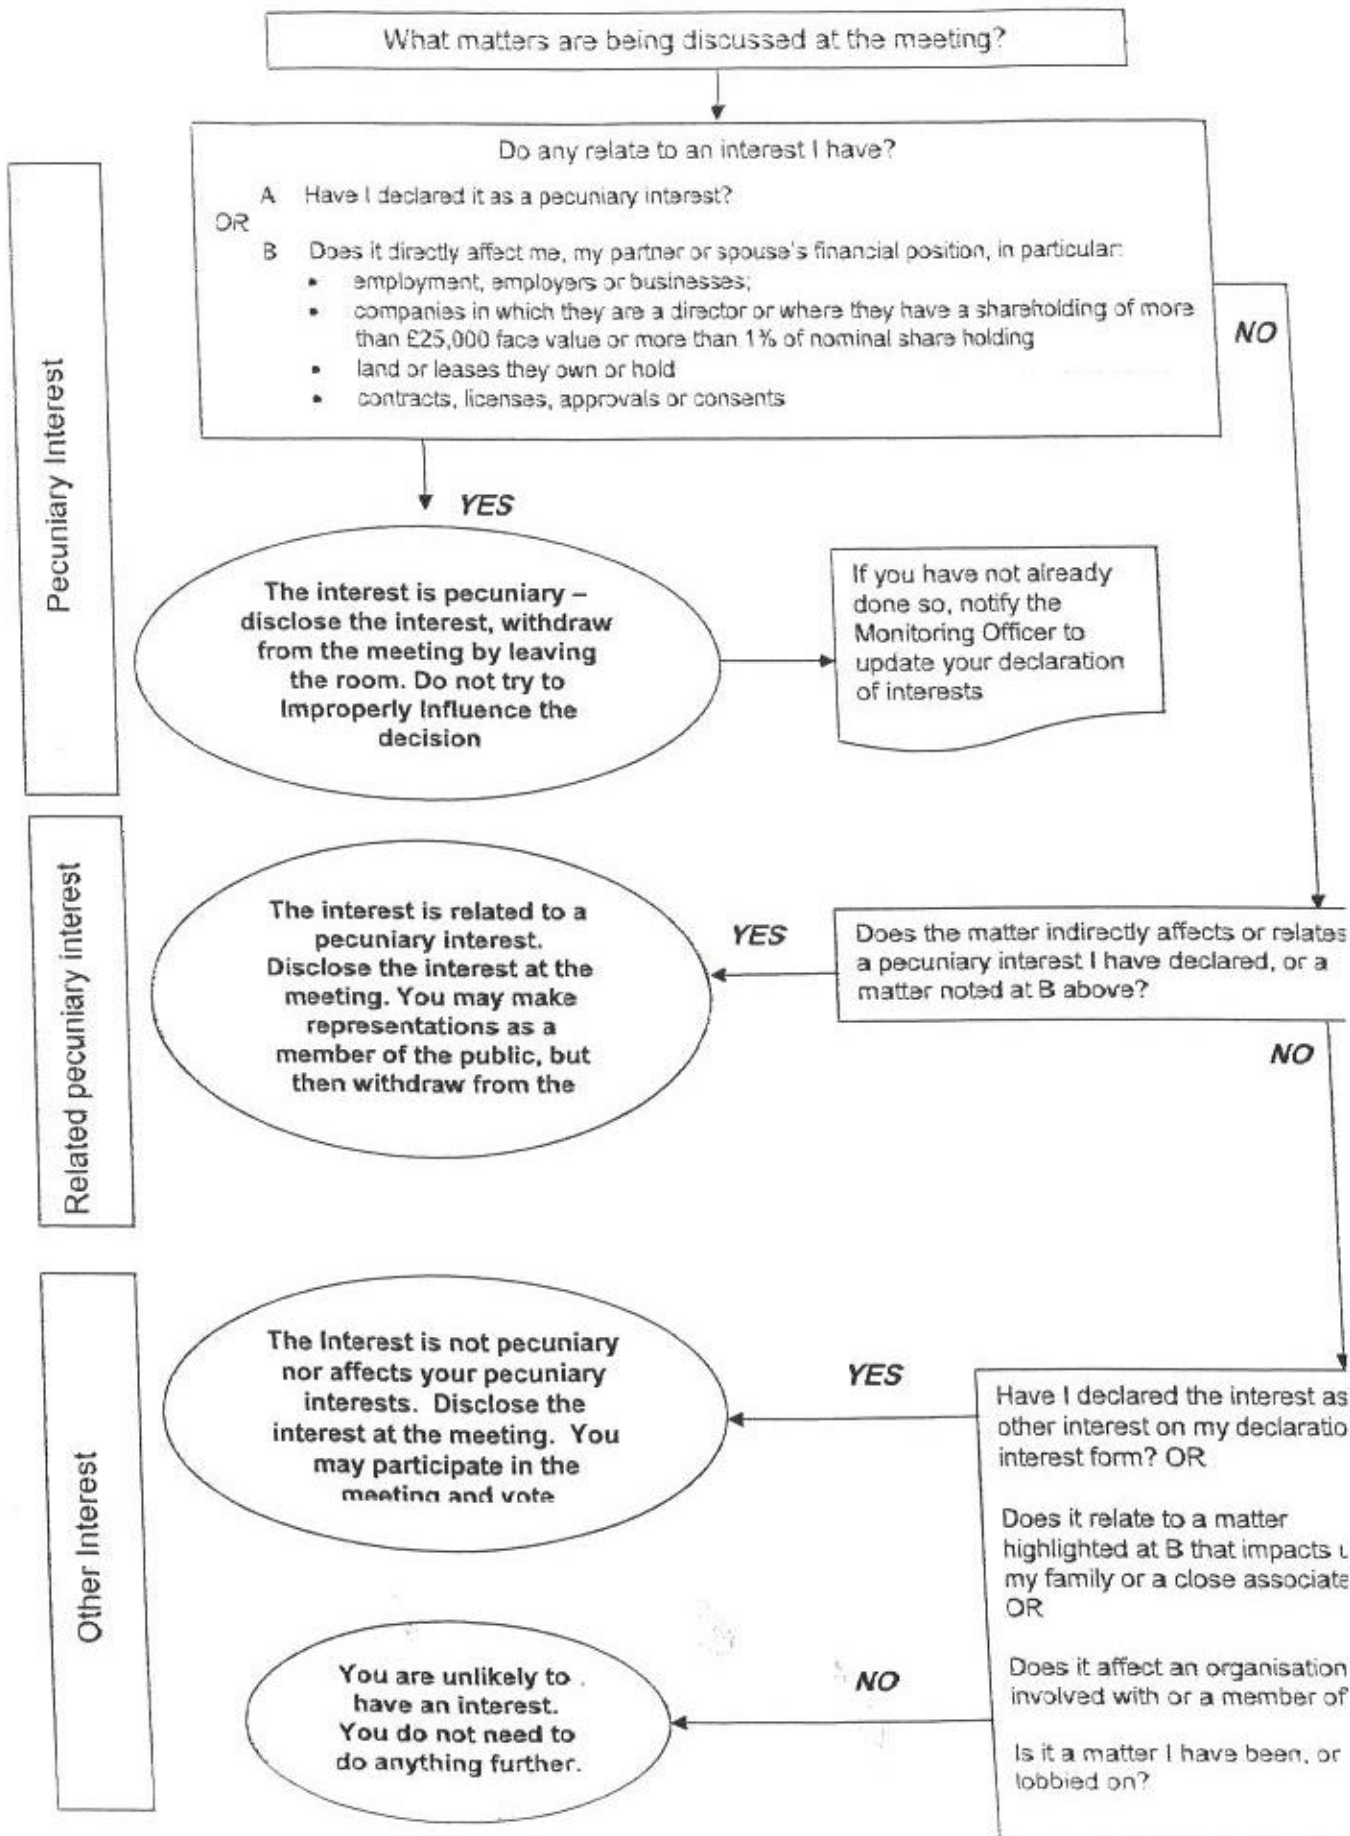 What matters are being discussed at the meeting?
Do any relate to an interest I have?
A Have I declared it as a pecuniary interest?
OR
B Does it directly affect me, my partner or spouse's financial position, in particular:
• employment, employers or businesses;
• companies in which they are a director or where they have a shareholding of more
than £25,000 face value or more than 1% of nominal share holding
• land or leases they own or hold
• contracts, licenses, approvals or consents
NO
Pecuniary Interest
YES
The interest is pecuniary –
disclose the interest, withdraw
from the meeting by leaving
the room. Do not try to
Improperly Influence the
decision
If you have not already
done so, notify the
Monitoring Officer to
update your declaration
of interests
Related pecuniary interest
The interest is related to a
pecuniary interest.
Disclose the interest at the
meeting. You may make
representations as a
member of the public, but
then withdraw from the
YES
Does the matter indirectly affects or relates
a pecuniary interest I have declared, or a
matter noted at B above?
NO
Other Interest
The Interest is not pecuniary
nor affects your pecuniary
interests. Disclose the
interest at the meeting. You
may participate in the
meeting and vote
YES
Have I declared the interest as
other interest on my declaratio
interest form? OR
Does it relate to a matter
highlighted at B that impacts
my family or a close associate
OR
Does it affect an organisation
involved with or a member of
Is it a matter I have been, or
lobbied on?
NO
You are unlikely to
have an interest.
You do not need to
do anything further.